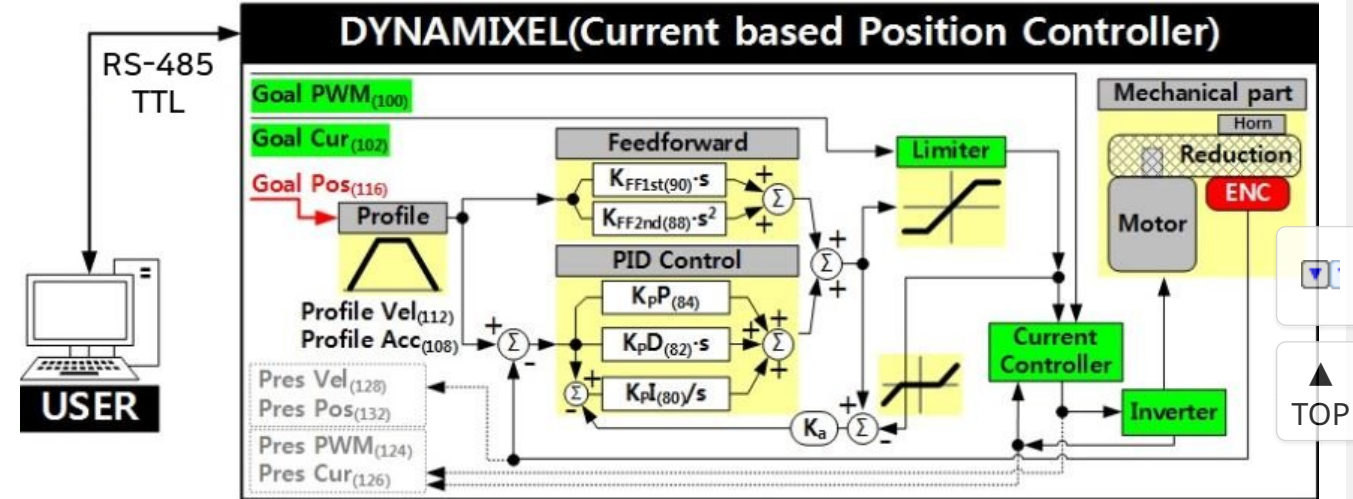 DYNAMIXEL(Current based Position Controller)
RS-485
TTL
USER
Goal PWM(100)
Goal Cur(102)
Goal Pos(116)
Profile
Profile Vel(112)
Profile Acc(108)
Pres Vel(128)
Pres Pos(132)
Pres PWM(124)
Pres Cur(126)
Feedforward
KFF1st(90)·s
KFF2nd(88)·s²
+
+
Σ
PID Control
KPP(84)
KPD(82)·s
KPI(80)/s
+
-
Σ
+
-
Σ
+
+
+
Σ
+
+
Σ
Limiter
Ka
+
-
Σ
Current
Controller
Inverter
Mechanical part
Horn
Reduction
ENC
Motor
▼
▲
TOP